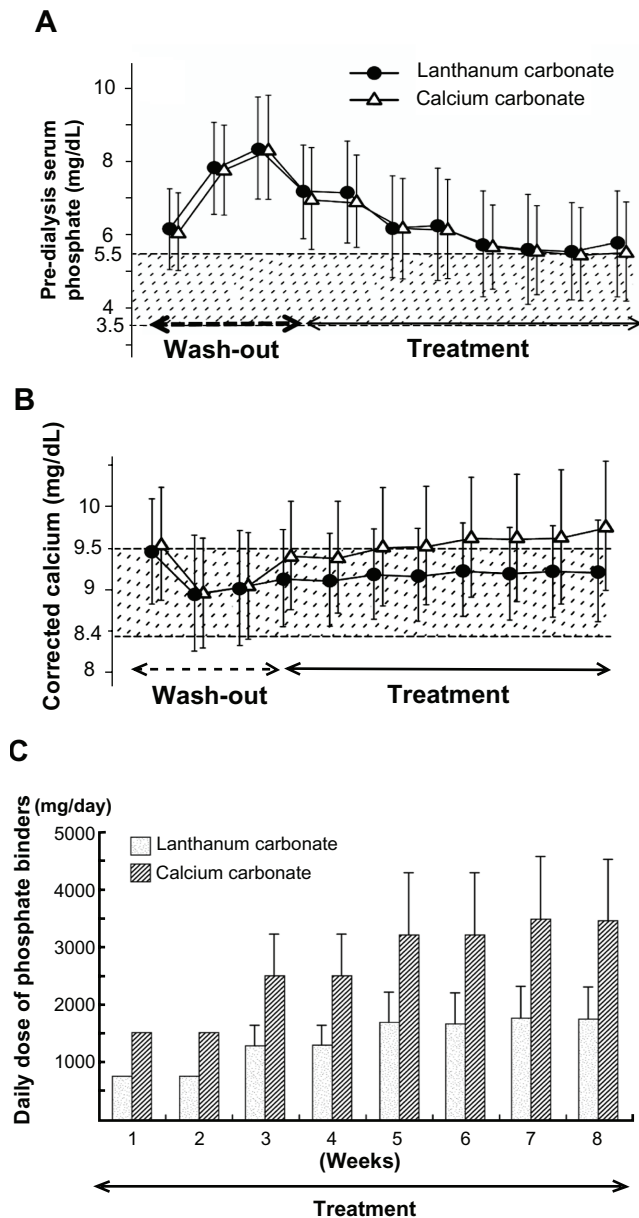 A
Pre-dialysis serum
phosphate (mg/dL)
10
8
6
5.5
4
3.5
Lanthanum carbonate
Calcium carbonate
Wash-out
Treatment
B
Corrected calcium (mg/dL)
10
9.5
9
8.4
8
Wash-out
Treatment
C
Daily dose of phosphate binders
(mg/day)
5000
4000
3000
2000
1000
Lanthanum carbonate
Calcium carbonate
1 2 3 4 5 6 7 8
(Weeks)
Treatment